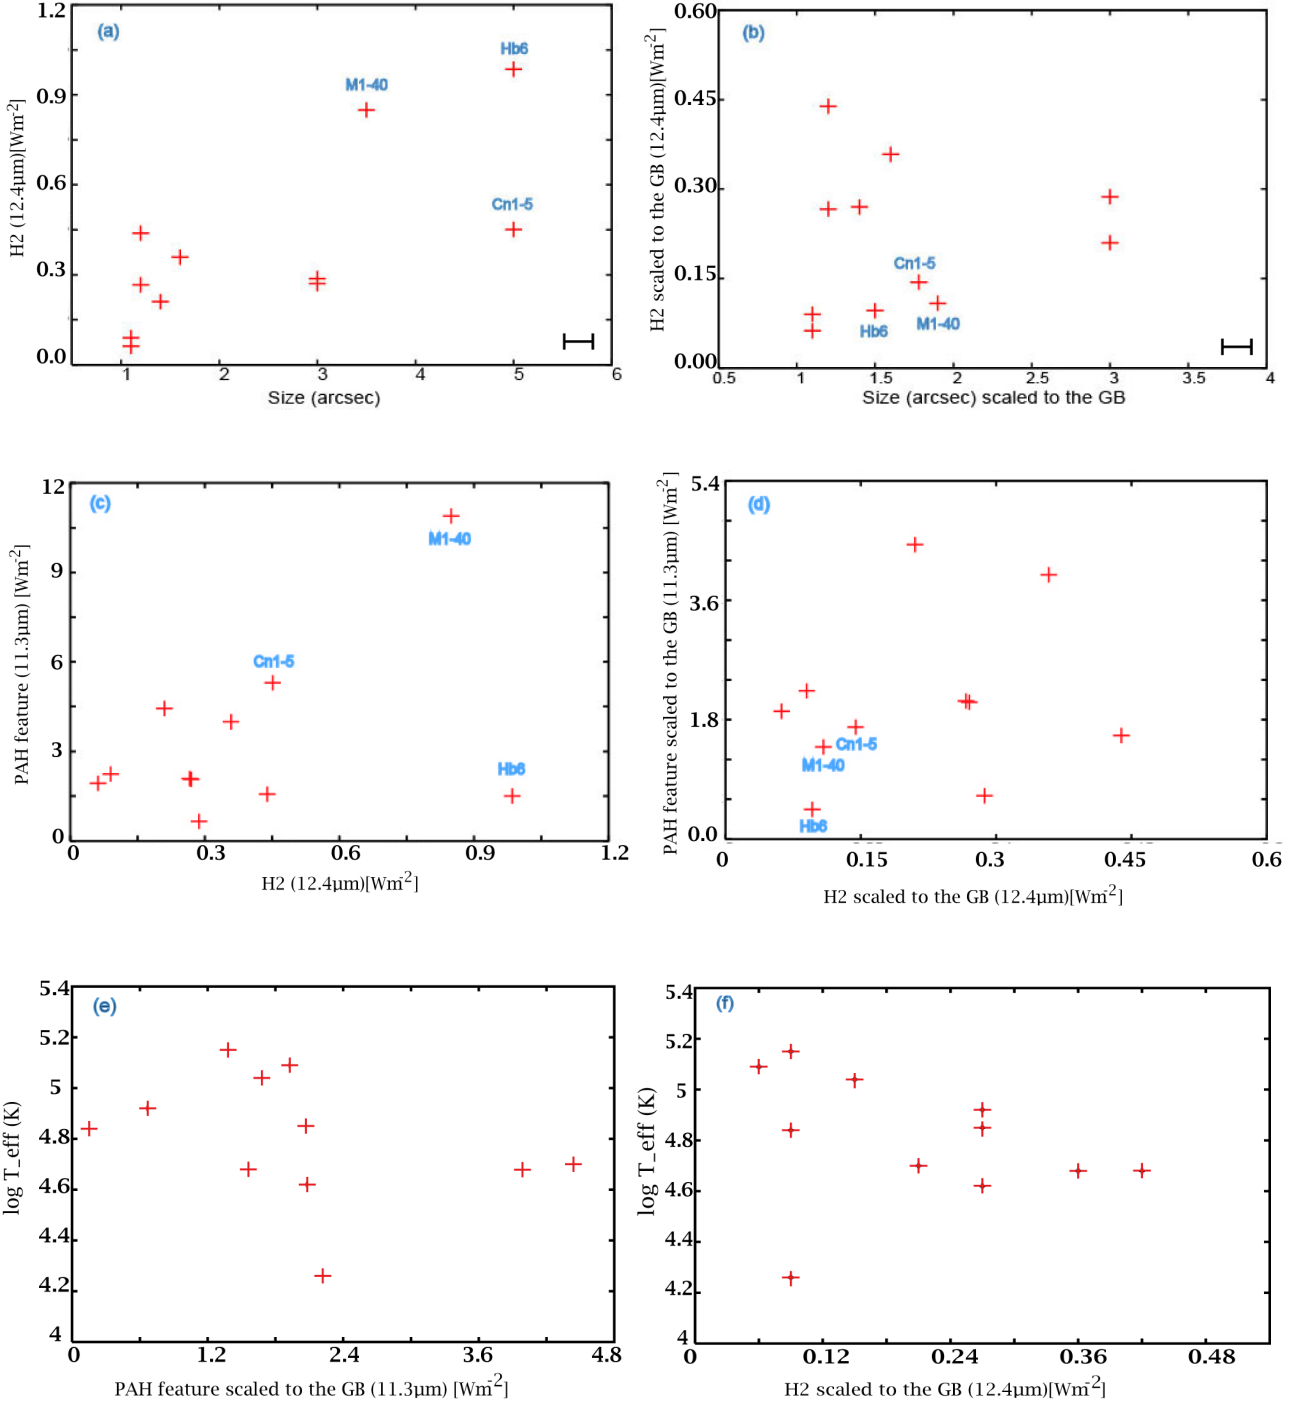 (a)
1.2
0.9
0.6
0.3
0.0
H2 (12.4μm)[Wm-2]
Hb6
M1-40
Cn1-5
1 2 3 4 5 6
Size (arcsec)
(b)
0.60
0.45
0.30
0.15
0.00
H2 scaled to the GB (12.4μm)[Wm-2]
Cn1-5
Hb6
M1-40
0.5 1 1.5 2 2.5 3 3.5 4
Size (arcsec) scaled to the GB
(c)
12
9
6
3
0
PAH feature (11.3μm) [Wm-2]
M1-40
Cn1-5
Hb6
0 0.3 0.6 0.9 1.2
H2 (12.4μm)[Wm-2]
(d)
5.4
3.6
1.8
0.0
PAH feature scaled to the GB (11.3μm) [Wm-2]
Cn1-5
M1-40
Hb6
0 0.15 0.3 0.45 0.6
H2 scaled to the GB (12.4μm)[Wm-2]
(e)
5.4
5.2
5
4.8
4.6
4.4
4.2
4
log T_eff (K)
0 1.2 2.4 3.6 4.8
PAH feature scaled to the GB (11.3μm) [Wm-2]
(f)
5.4
5.2
5
4.8
4.6
4.4
4.2
4
log T_eff (K)
0 0.12 0.24 0.36 0.48
H2 scaled to the GB (12.4μm)[Wm-2]